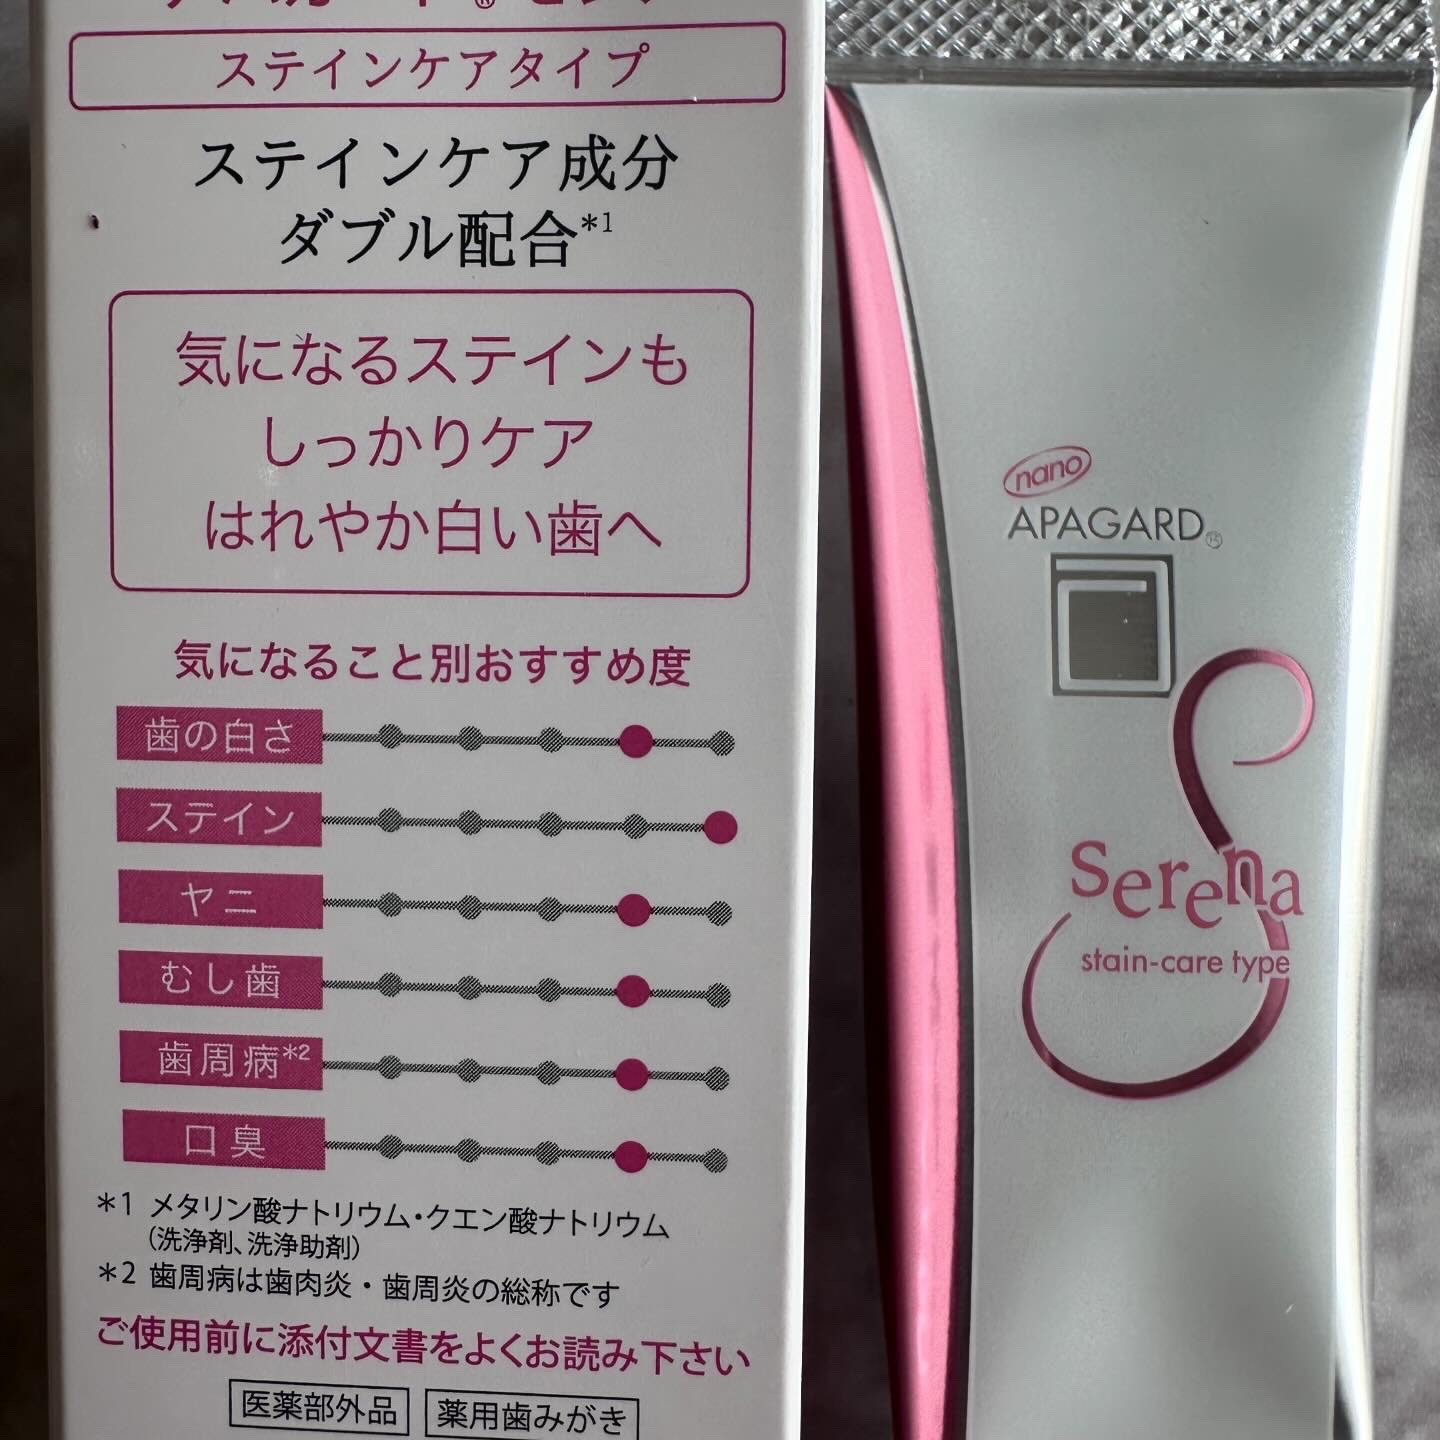 ステインケアタイプ
ステインケア成分
ダブル配合*1
気になるステインも
しっかりケア
はれやか白い歯へ
気になること別おすすめ度
歯の白さ
ステイン
ヤニ
むし歯
歯周病*2
口臭
*1 メタリン酸ナトリウム・クエン酸ナトリウム
(洗浄剤、洗浄助剤)
*2 歯周病は歯肉炎・歯周炎の総称です
ご使用前に添付文書をよくお読み下さい
医薬部外品 薬用歯みがき
nano
APAGARD®
Serena
stain-care type